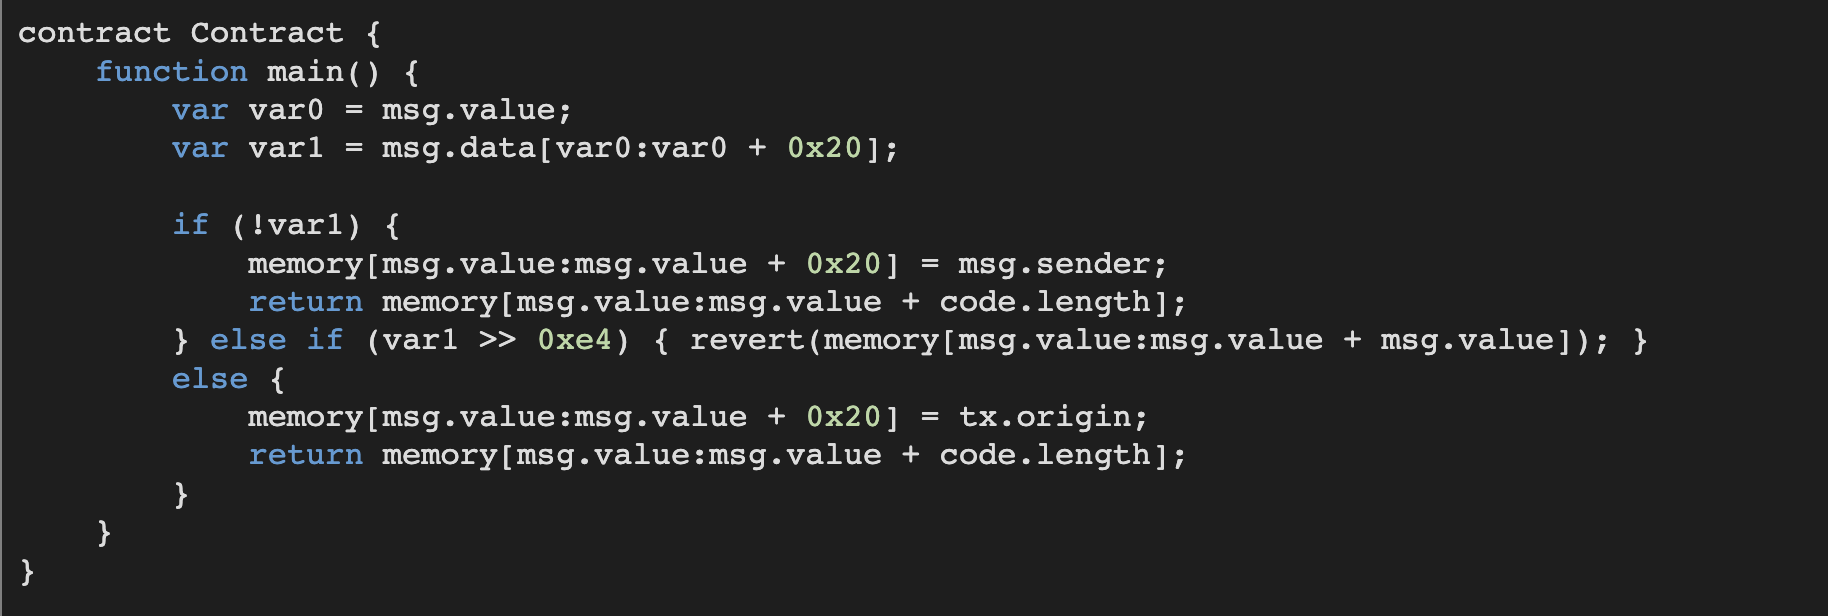 contract Contract {
function main() {
var var0 = msg.value;
var var1 = msg.data[var0:var0 + 0x20];
if (!var1) {
memory[msg.value:msg.value + 0x20] = msg.sender;
return memory[msg.value:msg.value + code.length];
} else if (var1 >> 0xe4) { revert(memory[msg.value:msg.value + msg.value]); }
else {
memory[msg.value:msg.value + 0x20] = tx.origin;
return memory[msg.value:msg.value + code.length];
}
}
}